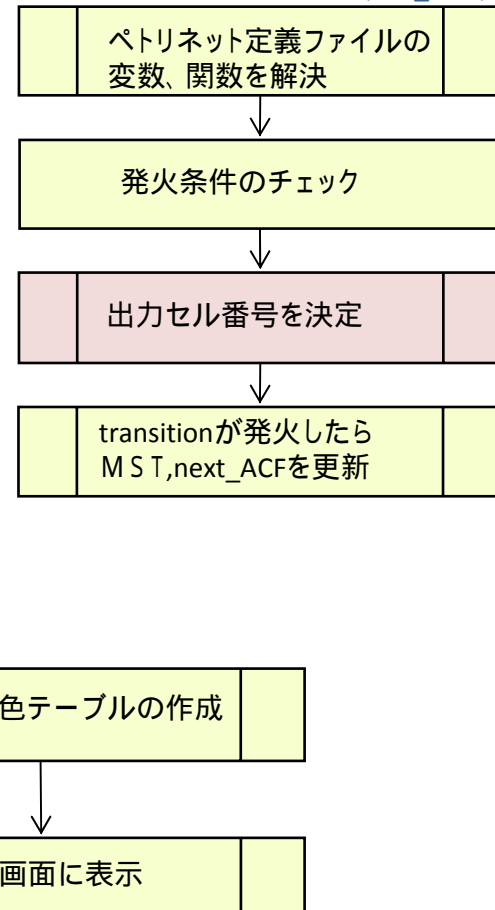 ペトリネット定義ファイルの
変数、関数を解決
発火条件のチェック
出力セル番号を決定
transitionが発火したら
ＭＳＴ,next_ACFを更新
色テーブルの作成
画面に表示